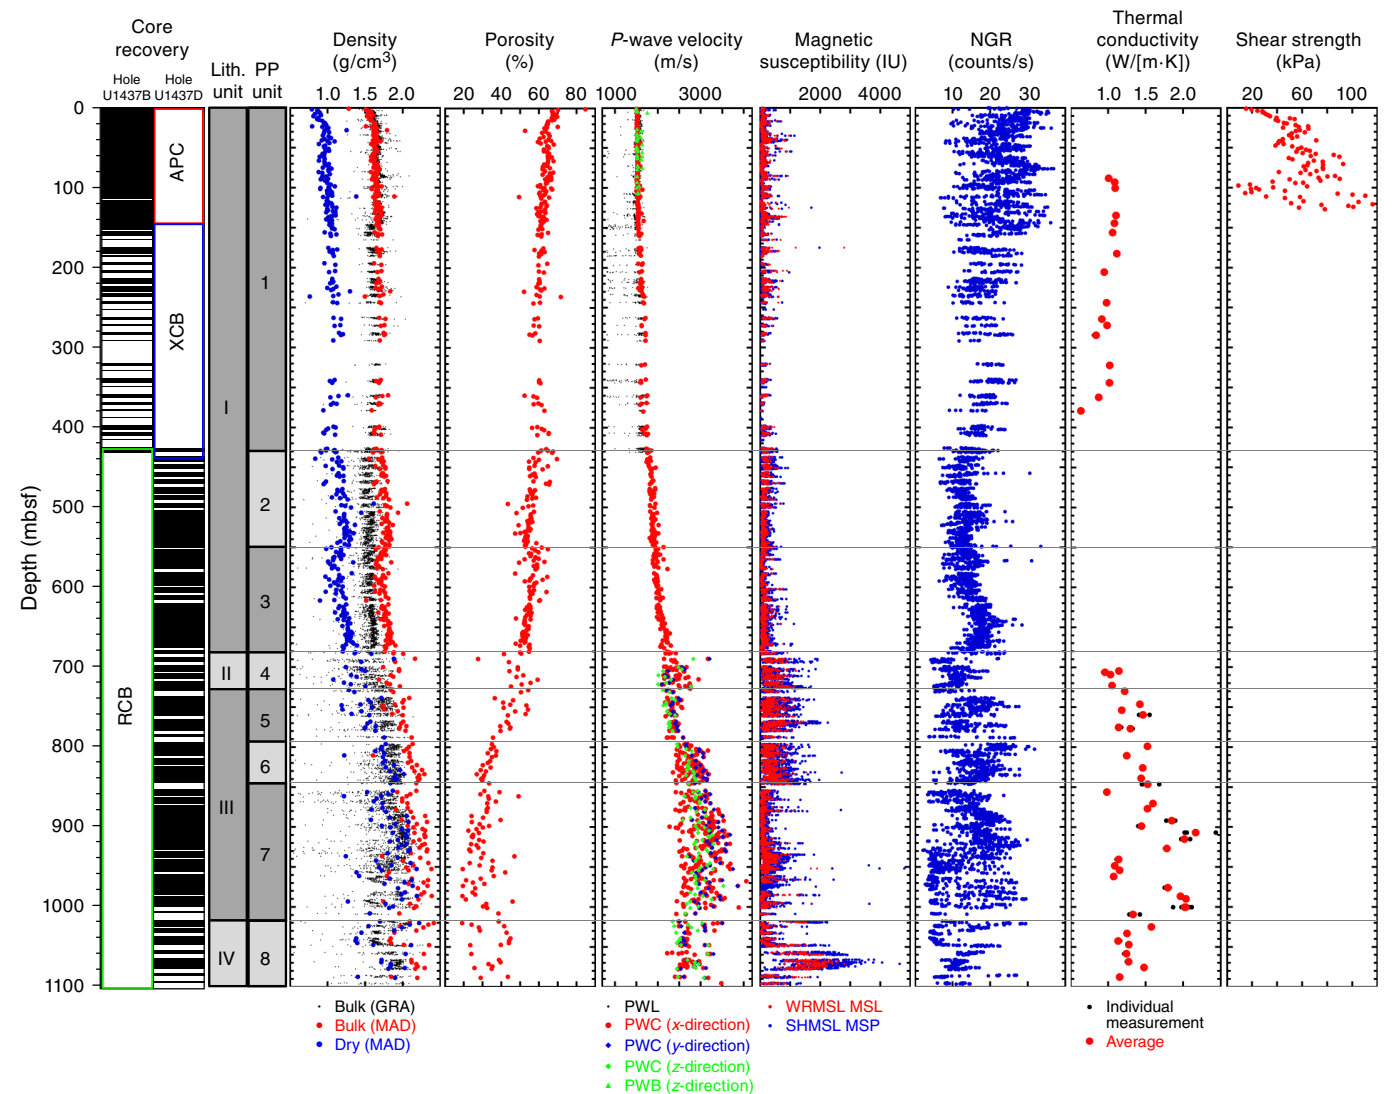 Core
recovery
Hole
U1437B
Hole
U1437D
Lith.
unit
PP
unit
Density
(g/cm3)
Porosity
(%)
P-wave velocity
(m/s)
Magnetic
susceptibility (IU)
NGR
(counts/s)
Thermal
conductivity
(W/[m·K])
Shear strength
(kPa)
1.0 1.5 2.0
20 40 60 80
1000 3000
2000 4000
10 20 30
1.0 1.5 2.0
20 60 100
Depth (mbsf)
0
100
200
300
400
500
600
700
800
900
1000
1100
APC
XCB
RCB
I
II
III
IV
1
2
3
4
5
6
7
8
Bulk (GRA)
Bulk (MAD)
Dry (MAD)
PWL
PWC (x-direction)
PWC (y-direction)
PWC (z-direction)
PWB (z-direction)
WRMSL MSL
SHMSL MSP
Individual
measurement
Average